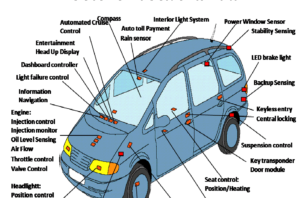 Compass
Interior Light System
Automated Cruise
Control
Auto toll Payment
Rain sensor
Power Window Sensor
Stability Sensing
Entertainment
Head Up Display
Dashboard controller
LED brake light
Light failure control
Backup Sensing
Information
Navigation
Engine:
Injection control
Injection monitor
Oil Level Sensing
Air Flow
Keyless entry
Central locking
Throttle control
Valve Control
Suspension control
Key transponder
Door module
Seat control:
Position/Heating
Headlight:
Position control